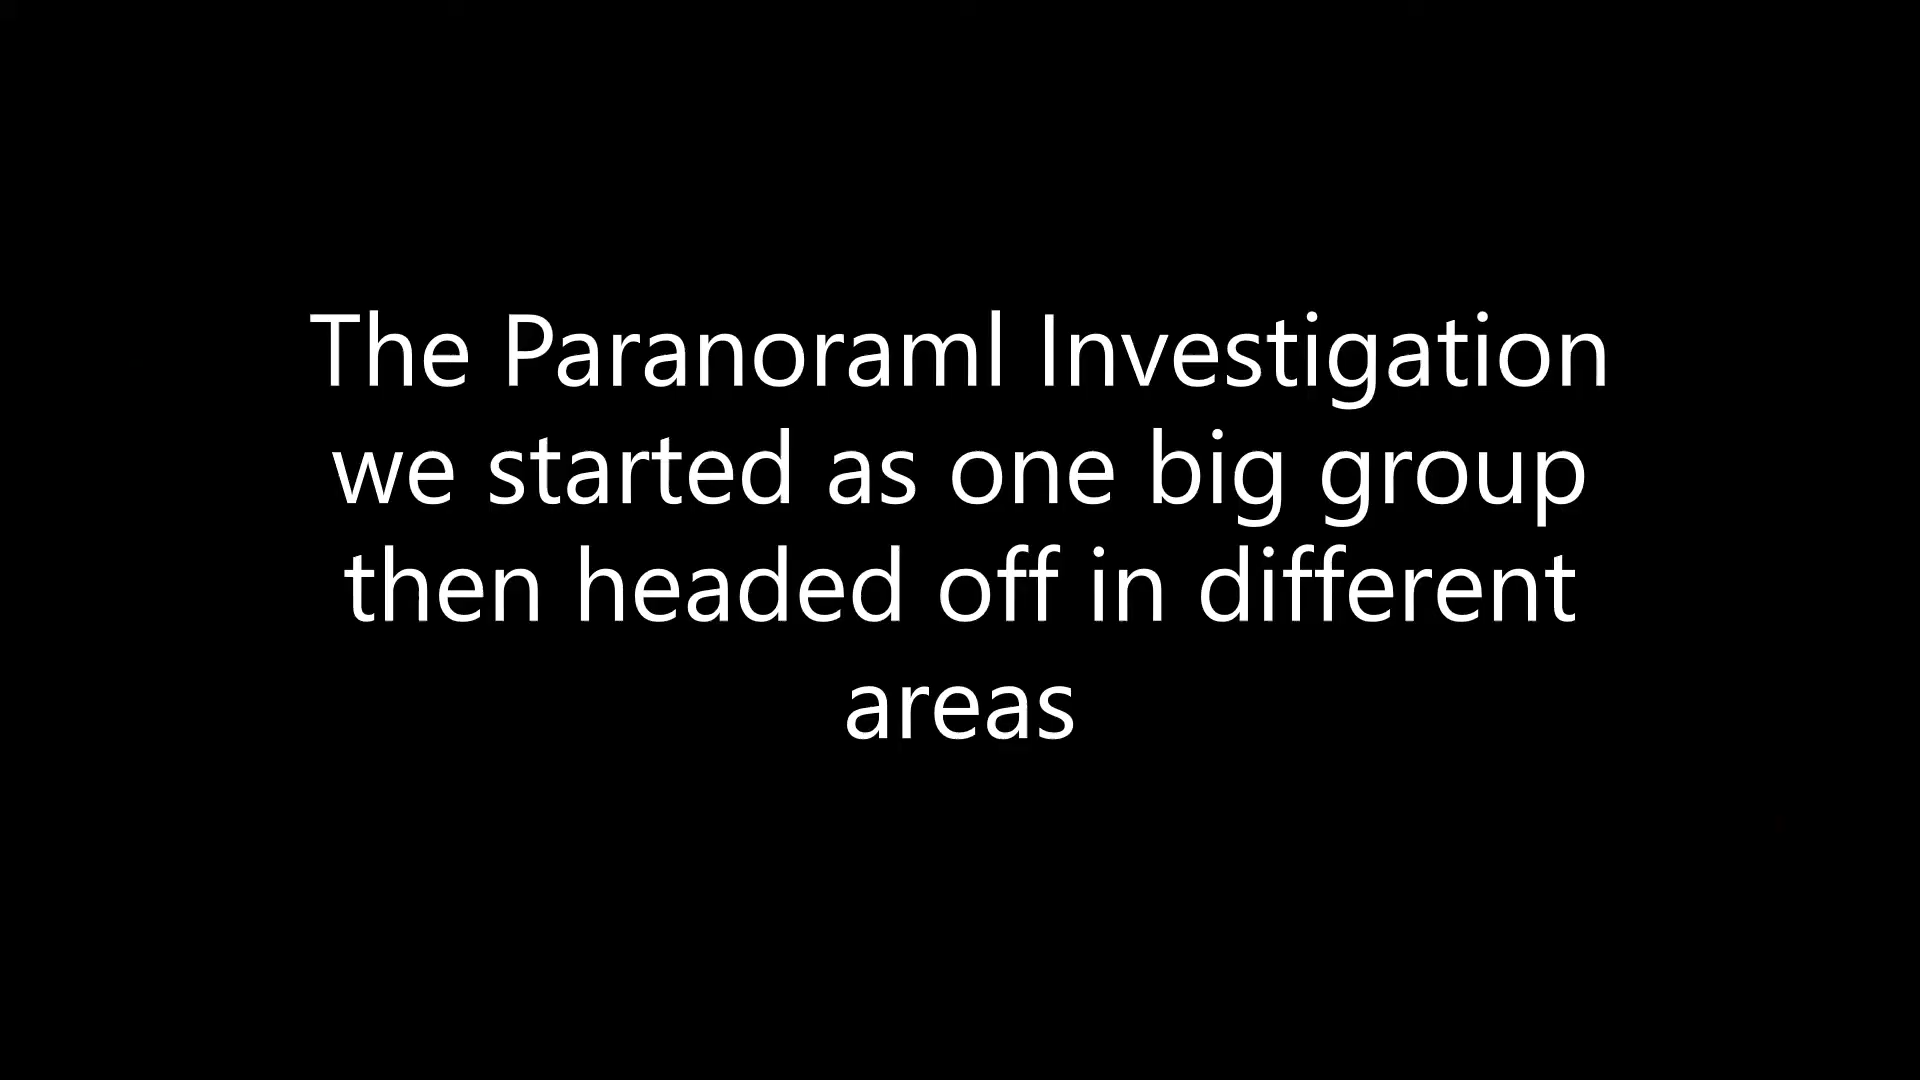 The Paranoraml Investigation
we started as one big group
then headed off in different
areas